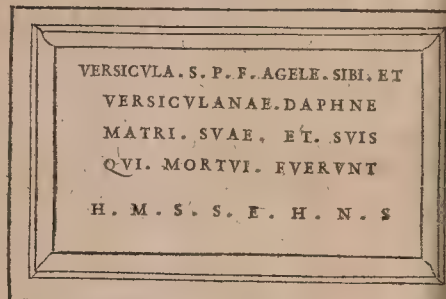 VERSICVLA . S . P . F . AGELE . SIBI . ET
VERSICVLANAE . DAPHNE
MATRI . SVAE . ET . SVIS
QVI . MORTVI . FVERVNT
H . M . S . S . E . H . N . S